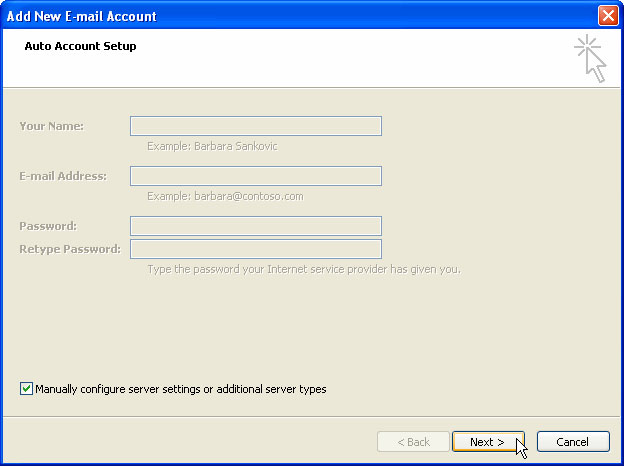 Add New E-mail Account
Auto Account Setup
Your Name:
Example: Barbara Sankovic
E-mail Address:
Example: barbara@contoso.com
Password:
Retype Password:
Type the password your Internet service provider has given you.
Manually configure server settings or additional server types
< Back Next > Cancel